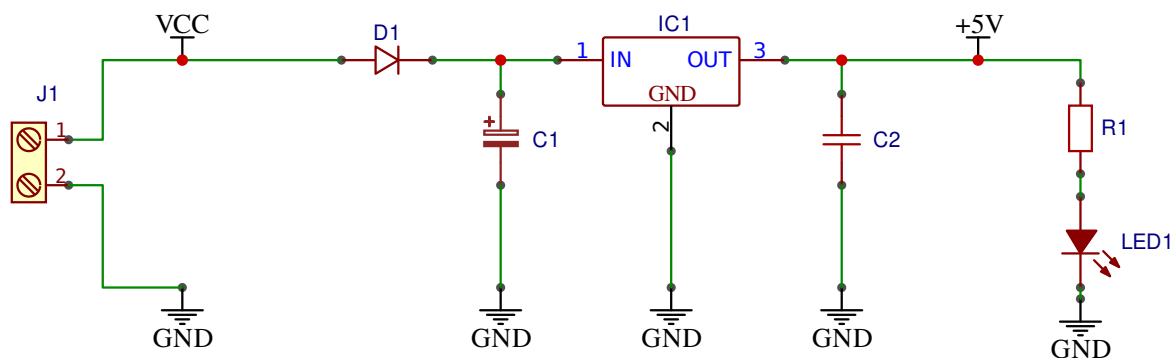 VCC
D1
IC1
+5V
J1
1
2
1
IN
OUT
3
GND
2
+
C1
C2
R1
LED1
GND
GND
GND
GND
GND